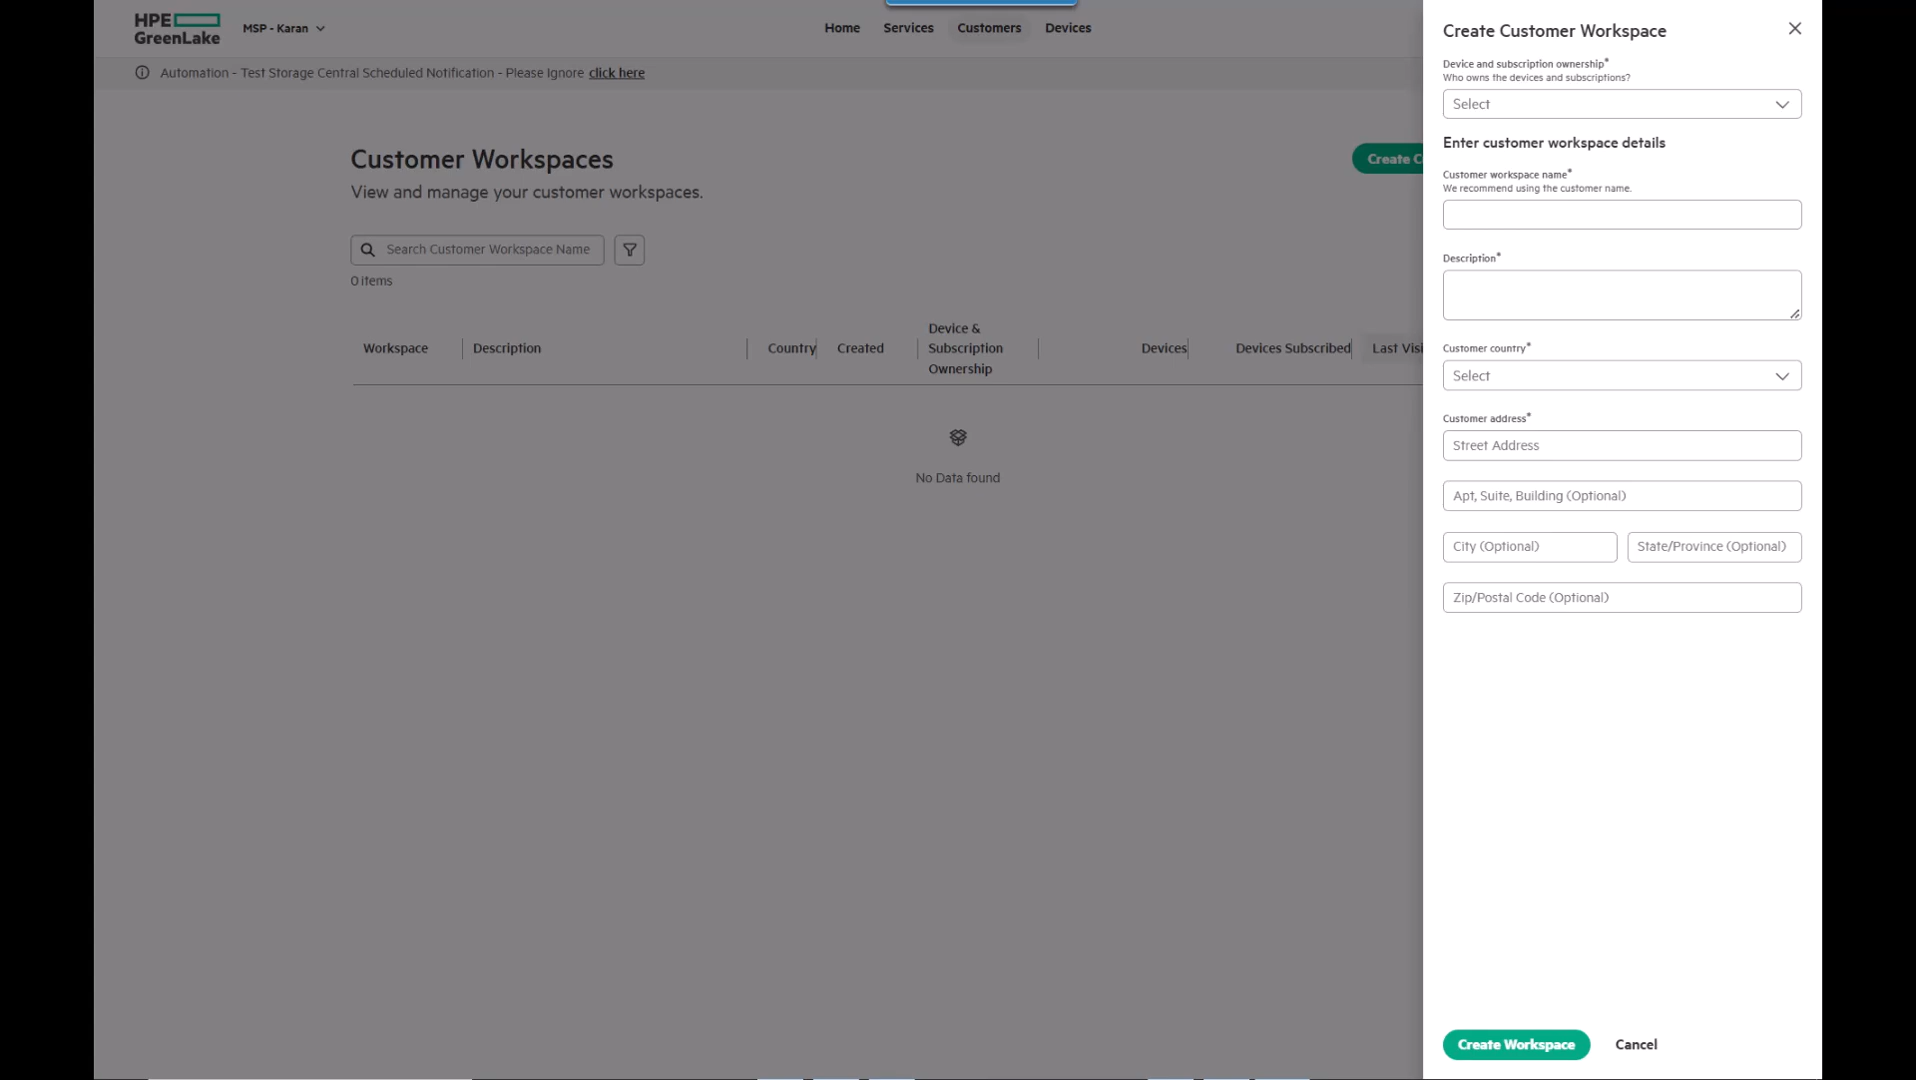 HPE
GreenLake
MSP - Karan
Home Services Customers Devices
Automation - Test Storage Central Scheduled Notification - Please Ignore click here
Customer Workspaces
View and manage your customer workspaces.
Create C
Search Customer Workspace Name
0 items
Workspace
Description
Country
Created
Device &
Subscription
Ownership
Devices
Devices Subscribed
Last Visi
No Data found
Create Customer Workspace
Device and subscription ownership*
Who owns the devices and subscriptions?
Select
Enter customer workspace details
Customer workspace name*
We recommend using the customer name.
Description*
Customer country*
Select
Customer address*
Street Address
Apt, Suite, Building (Optional)
City (Optional) State/Province (Optional)
Zip/Postal Code (Optional)
Create Workspace Cancel